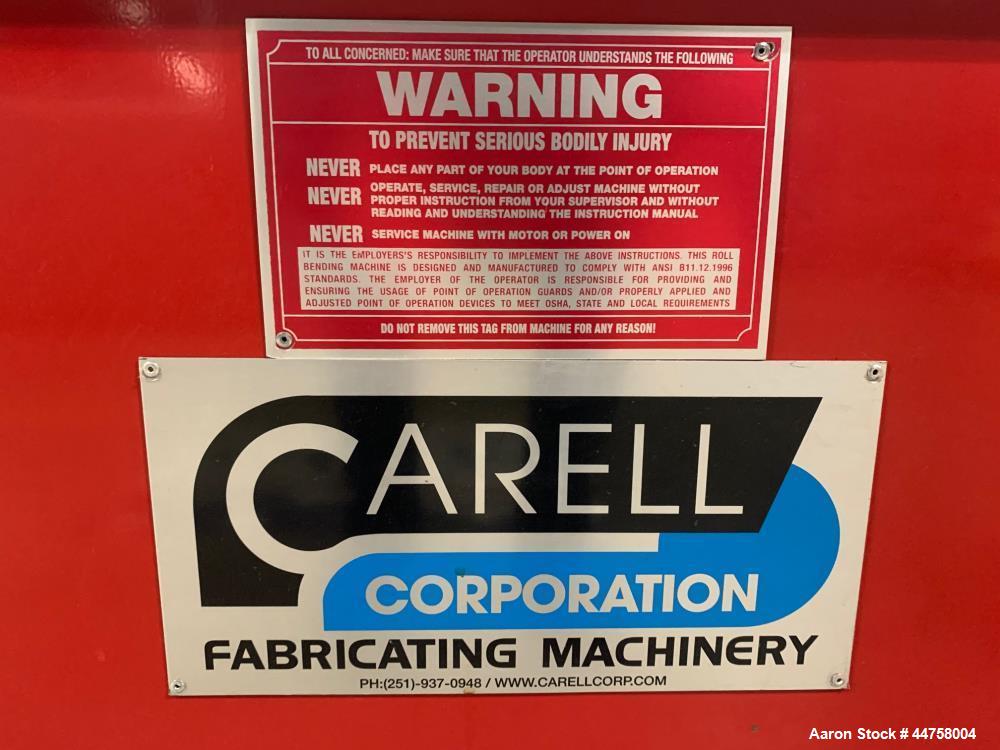 TO ALL CONCERNED: MAKE SURE THAT THE OPERATOR UNDERSTANDS THE FOLLOWING
WARNING
TO PREVENT SERIOUS BODILY INJURY
NEVER PLACE ANY PART OF YOUR BODY AT THE POINT OF OPERATION
NEVER OPERATE, SERVICE, REPAIR OR ADJUST MACHINE WITHOUT
PROPER INSTRUCTION FROM YOUR SUPERVISOR AND WITHOUT
READING AND UNDERSTANDING THE INSTRUCTION MANUAL
NEVER SERVICE MACHINE WITH MOTOR OR POWER ON
IT IS THE EMPLOYERS'S RESPONSIBILITY TO IMPLEMENT THE ABOVE INSTRUCTIONS. THIS ROLL
BENDING MACHINE IS DESIGNED AND MANUFACTURED TO COMPLY WITH ANSI B11.12.1996
STANDARDS. THE EMPLOYER OF THE OPERATOR IS RESPONSIBLE FOR PROVIDING AND
ENSURING THE USAGE OF POINT OF OPERATION GUARDS AND/OR PROPERLY APPLIED AND
ADJUSTED POINT OF OPERATION DEVICES TO MEET OSHA, STATE AND LOCAL REQUIREMENTS
DO NOT REMOVE THIS TAG FROM MACHINE FOR ANY REASON!
CARELL
CORPORATION
FABRICATING MACHINERY
PH:(251)-937-0948 / WWW.CARELLCORP.COM
Aaron Stock # 44758004